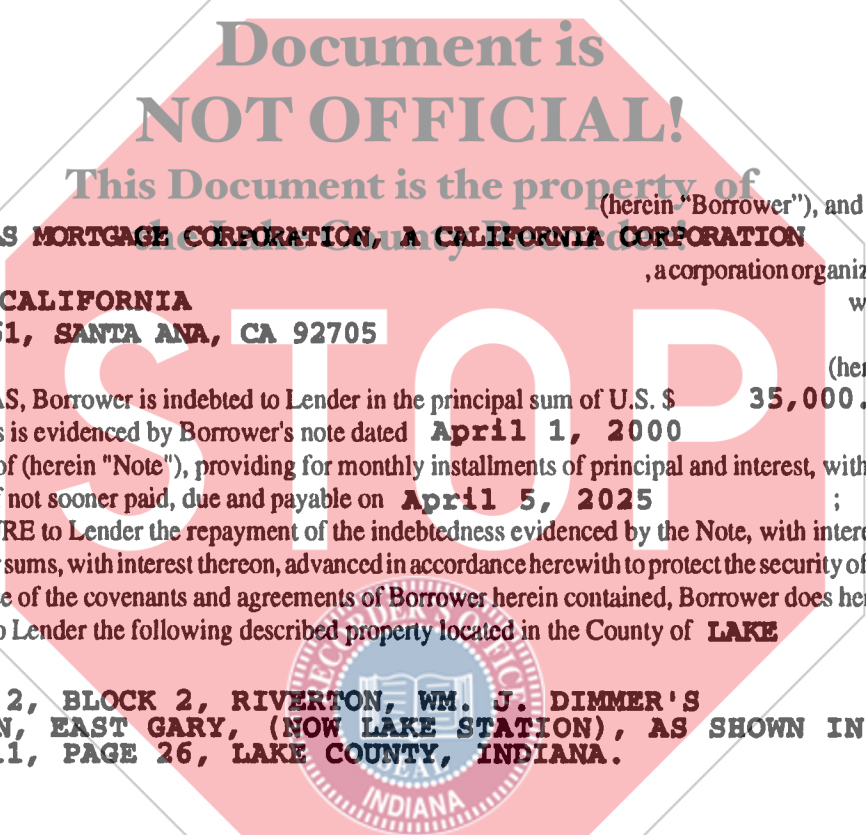 Document is
NOT OFFICIAL!
This Document is the property of
the Lake County Recorder!
(herein “Borrower”), and
S MORTGAGE CORPORATION, A CALIFORNIA CORPORATION
, a corporation organiz
CALIFORNIA
w
51, SANTA ANA, CA 92705
(her
AS, Borrower is indebted to Lender in the principal sum of U.S. $ 35,000.
s is evidenced by Borrower's note dated April 1, 2000
of (herein "Note"), providing for monthly installments of principal and interest, with
f not sooner paid, due and payable on April 5, 2025 ;
RE to Lender the repayment of the indebtedness evidenced by the Note, with intere
sums, with interest thereon, advanced in accordance herewith to protect the security of
e of the covenants and agreements of Borrower herein contained, Borrower does her
o Lender the following described property located in the County of LAKE
2, BLOCK 2, RIVERTON, WM. J. DIMMER'S
N, EAST GARY, (NOW LAKE STATION), AS SHOWN IN
11, PAGE 26, LAKE COUNTY, INDIANA.
STOP
RECORDER'S OFFICE
SEAL
INDIANA